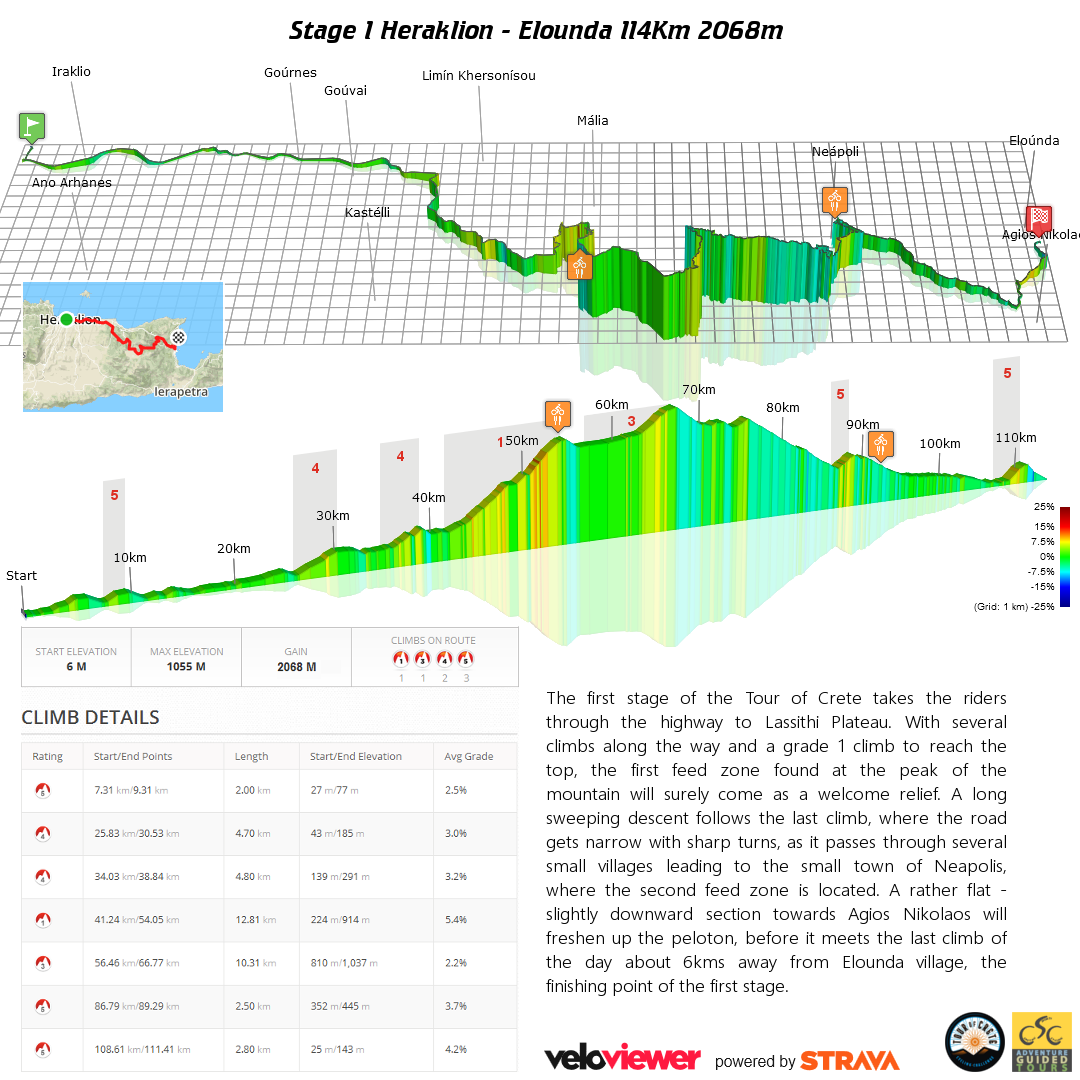 Stage 1 Heraklion - Elounda 114Km 2068m
Iraklio
Goúrnes
Goúvai
Limín Khersonísou
Mália
Neápoli
Eloúnda
Ano Arhanes
Kastélli
Agios Nikolao
Heraklion
Ierapetra
Start
10km
20km
30km
40km
50km
60km
70km
80km
90km
100km
110km
5
4
4
1
3
5
5
25%
15%
7.5%
0%
-7.5%
-15%
(Grid: 1 km) -25%
START ELEVATION
6 M
MAX ELEVATION
1055 M
GAIN
2068 M
CLIMBS ON ROUTE
1 3 4 5
1 1 2 3
CLIMB DETAILS
Rating Start/End Points Length Start/End Elevation Avg Grade
5 7.31 km/9.31 km 2.00 km 27 m/77 m 2.5%
4 25.83 km/30.53 km 4.70 km 43 m/185 m 3.0%
4 34.03 km/38.84 km 4.80 km 139 m/291 m 3.2%
1 41.24 km/54.05 km 12.81 km 224 m/914 m 5.4%
3 56.46 km/66.77 km 10.31 km 810 m/1,037 m 2.2%
5 86.79 km/89.29 km 2.50 km 352 m/445 m 3.7%
5 108.61 km/111.41 km 2.80 km 25 m/143 m 4.2%
The first stage of the Tour of Crete takes the riders
through the highway to Lassithi Plateau. With several
climbs along the way and a grade 1 climb to reach the
top, the first feed zone found at the peak of the
mountain will surely come as a welcome relief. A long
sweeping descent follows the last climb, where the road
gets narrow with sharp turns, as it passes through several
small villages leading to the small town of Neapolis,
where the second feed zone is located. A rather flat -
slightly downward section towards Agios Nikolaos will
freshen up the peloton, before it meets the last climb of
the day about 6kms away from Elounda village, the
finishing point of the first stage.
veloviewer powered by STRAVA
TOUR OF CRETE
CSC
ADVENTURE
GUIDED
TOURS